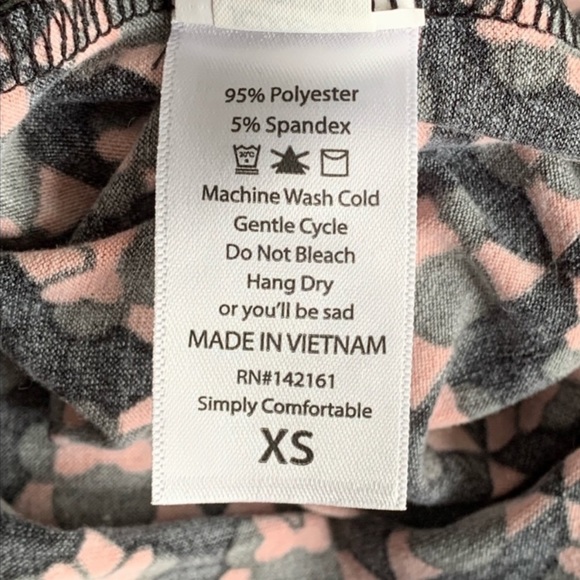 95% Polyester
5% Spandex
30°C
Machine Wash Cold
Gentle Cycle
Do Not Bleach
Hang Dry
or you'll be sad
MADE IN VIETNAM
RN#142161
Simply Comfortable
XS